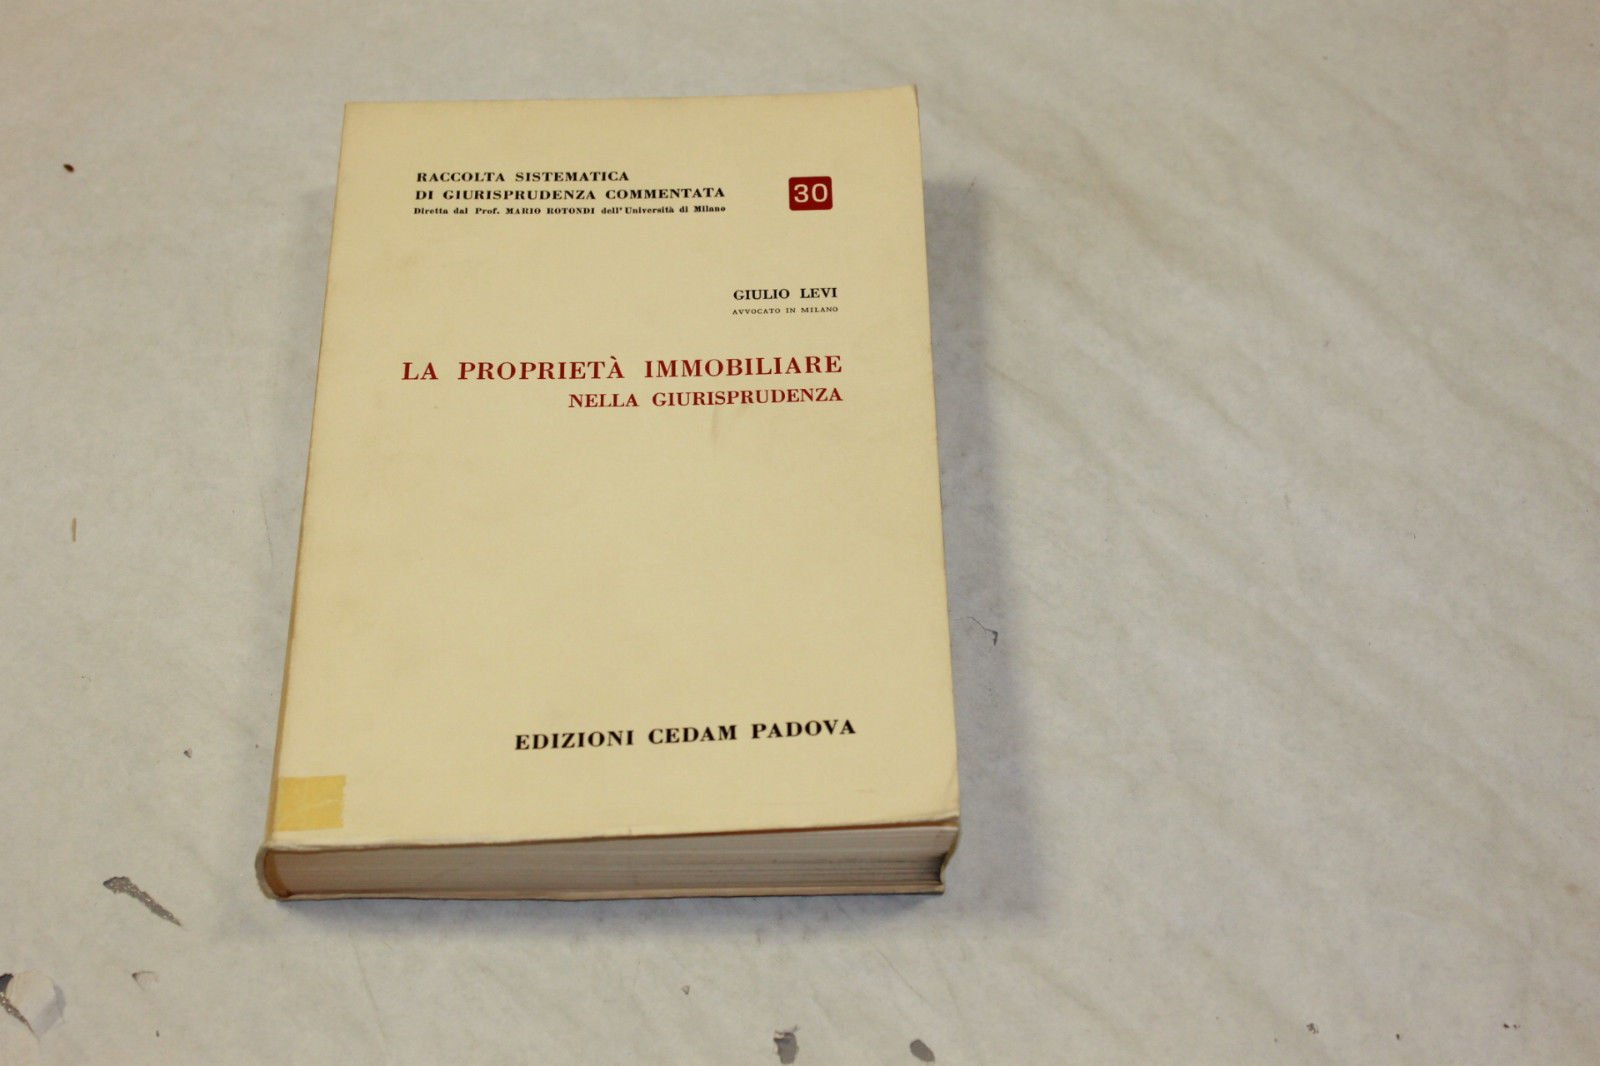 RACCOLTA SISTEMATICA
DI GIURISPRUDENZA COMMENTATA
Diretta dal Prof. MARIO ROTONDI dell'Università di Milano
30
GIULIO LEVI
AVVOCATO IN MILANO
LA PROPRIETÀ IMMOBILIARE
NELLA GIURISPRUDENZA
EDIZIONI CEDAM PADOVA